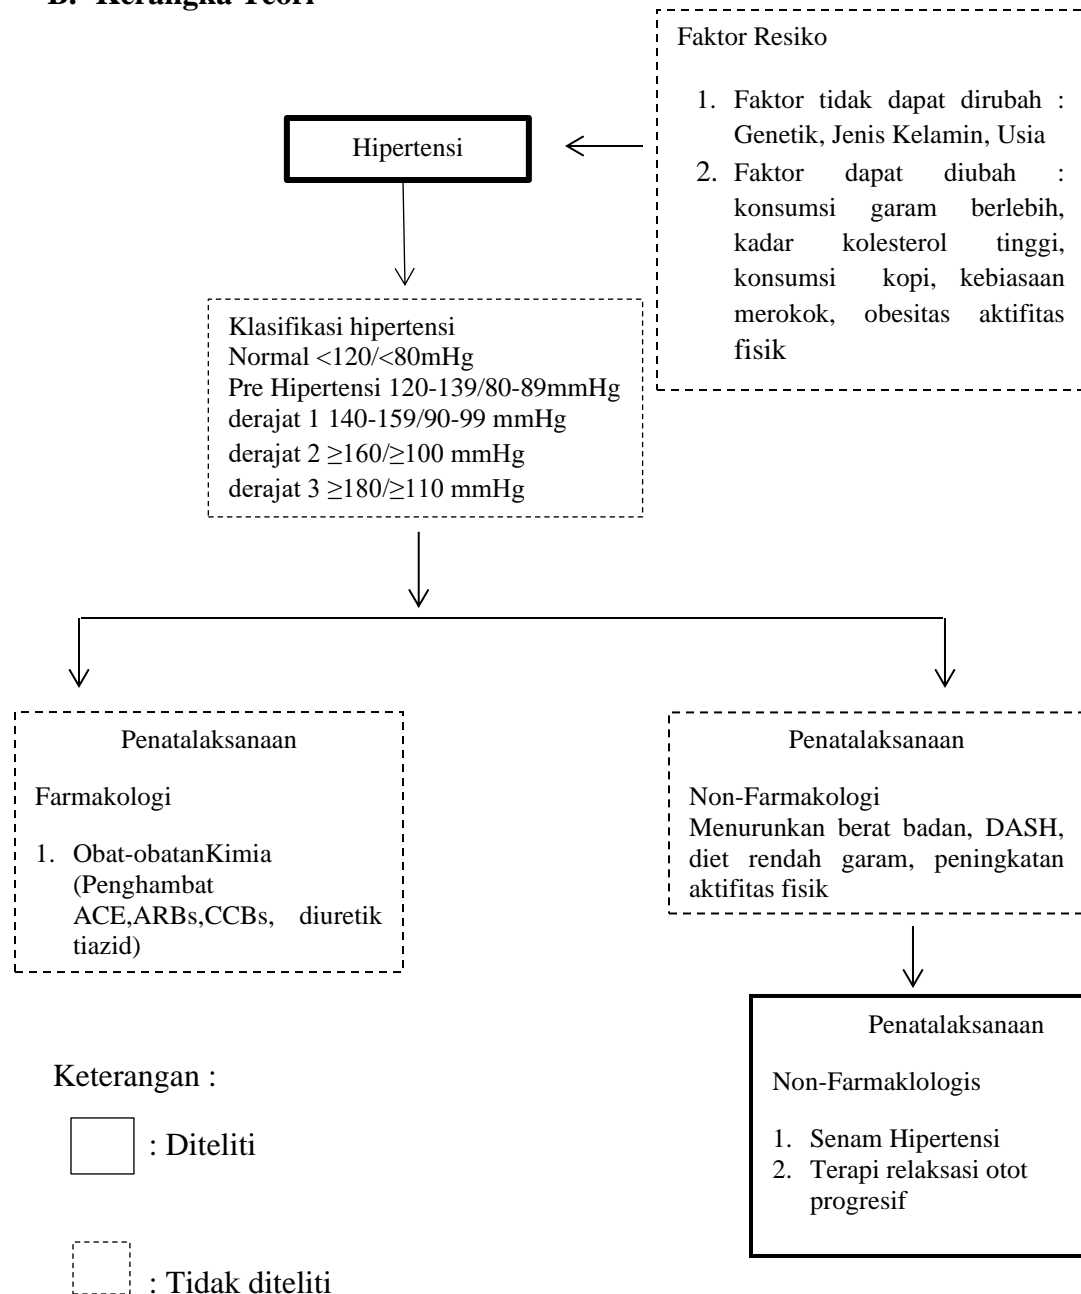 B. Kerangka Teori
Faktor Resiko
1. Faktor tidak dapat dirubah :
Genetik, Jenis Kelamin, Usia
2. Faktor dapat diubah :
konsumsi garam berlebih,
kadar kolesterol tinggi,
konsumsi kopi, kebiasaan
merokok, obesitas aktifitas
fisik
Hipertensi
Klasifikasi hipertensi
Normal <120/<80mHg
Pre Hipertensi 120-139/80-89mmHg
derajat 1 140-159/90-99 mmHg
derajat 2 ≥160/≥100 mmHg
derajat 3 ≥180/≥110 mmHg
Penatalaksanaan
Farmakologi
1. Obat-obatanKimia
(Penghambat
ACE,ARBs,CCBs, diuretik
tiazid)
Penatalaksanaan
Non-Farmakologi
Menurunkan berat badan, DASH,
diet rendah garam, peningkatan
aktifitas fisik
Penatalaksanaan
Non-Farmaklologis
1. Senam Hipertensi
2. Terapi relaksasi otot
progresif
Keterangan :
: Diteliti
: Tidak diteliti